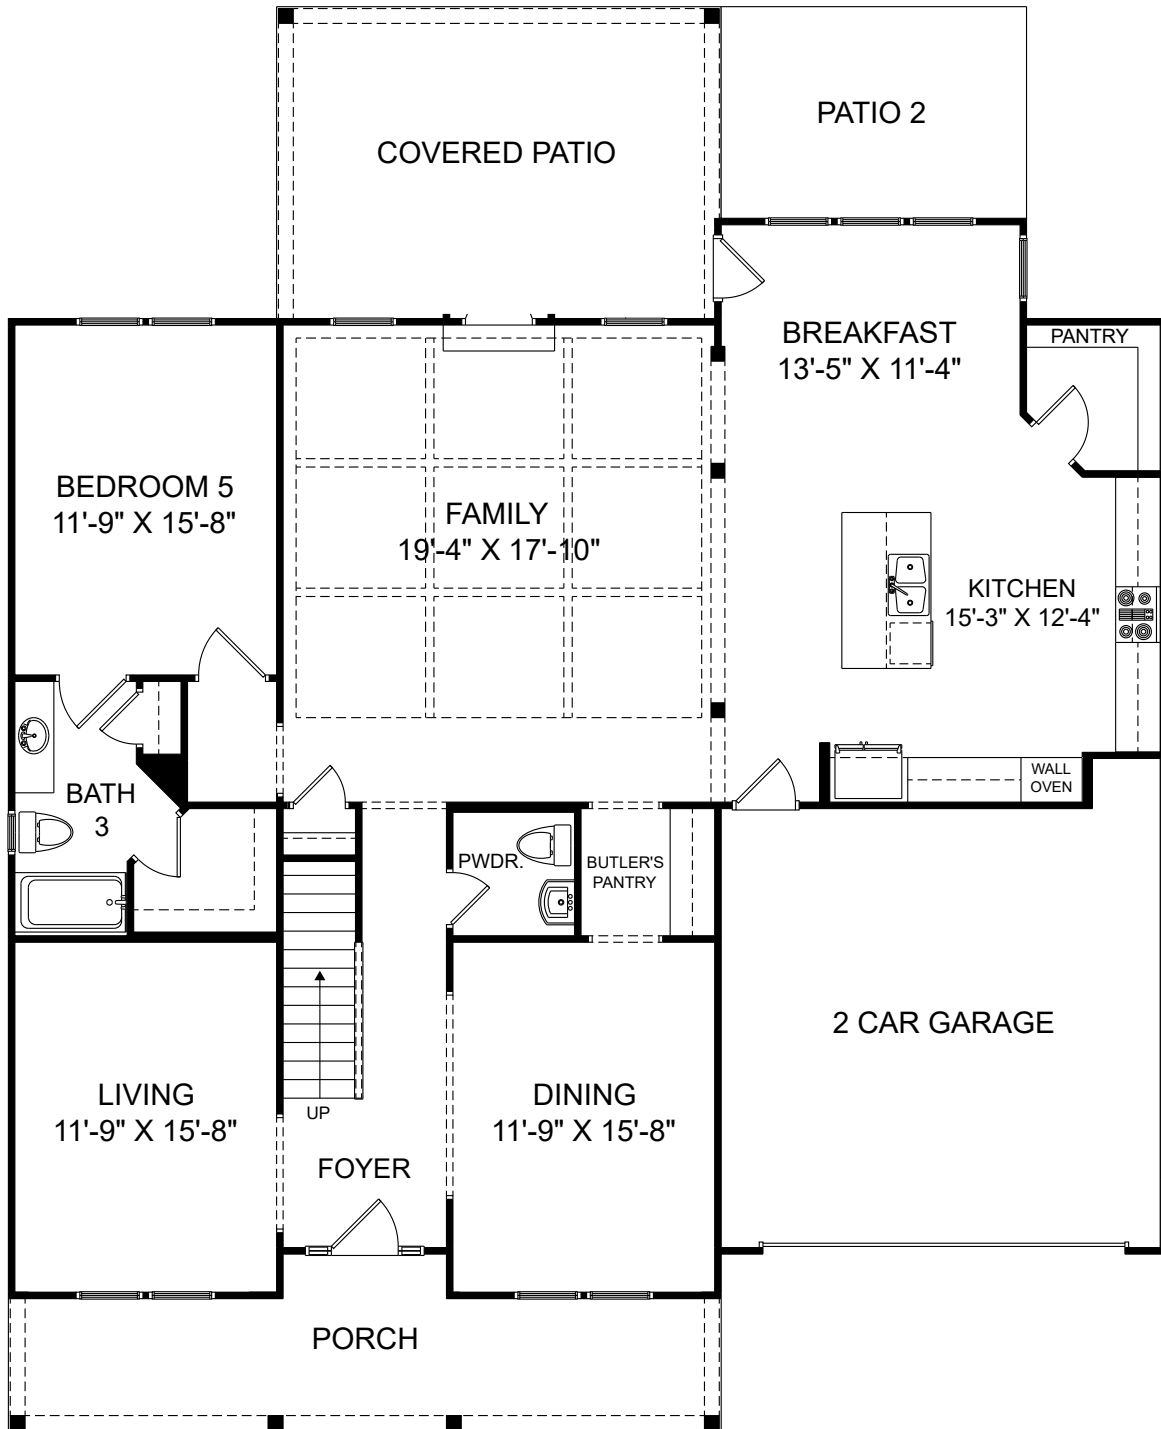 PATIO 2
COVERED PATIO
BREAKFAST
13'-5" X 11'-4"
PANTRY
BEDROOM 5
11'-9" X 15'-8"
FAMILY
19'-4" X 17'-10"
KITCHEN
15'-3" X 12'-4"
WALL
OVEN
BATH
3
PWDR.
BUTLER'S
PANTRY
2 CAR GARAGE
LIVING
11'-9" X 15'-8"
UP
DINING
11'-9" X 15'-8"
FOYER
PORCH